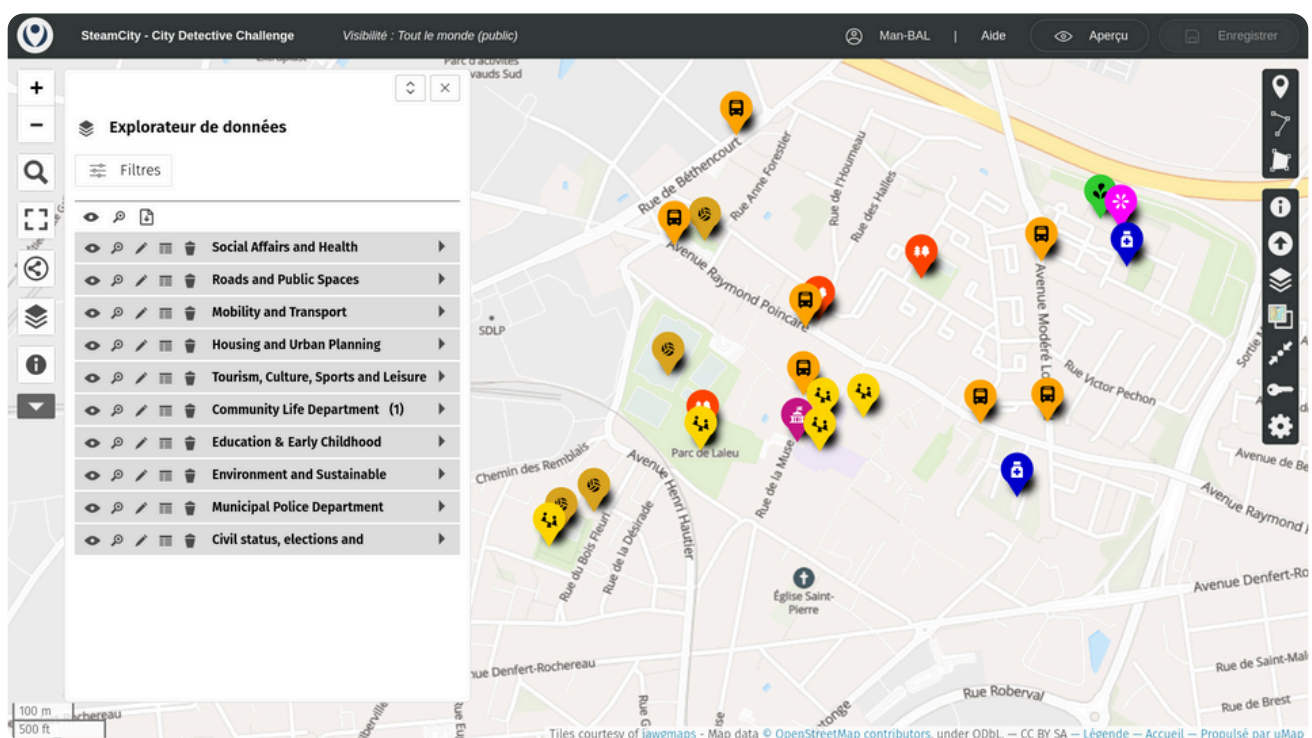 SteamCity - City Detective Challenge
Visibilité : Tout le monde (public)
Man-BAL
|
Aide
Aperçu
Enregistrer
Parc d'activités
vauds Sud
Explorateur de données
Filtres
Social Affairs and Health
Roads and Public Spaces
Mobility and Transport
Housing and Urban Planning
Tourism, Culture, Sports and Leisure
Community Life Department (1)
Education & Early Childhood
Environment and Sustainable
Municipal Police Department
Civil status, elections and
Rue de Béthencourt
Rue Anne Forestier
Rue de l'Houmeau
Rue des Halles
Avenue Raymond Poincaré
SDLP
Avenue Modéré Lo
Rue Victor Pechon
Sortie
Parc de Laleu
Rue de la Muse
Chemin des Remblais
Avenue Henri Hautier
Rue du Bois Fleuri
Rue de la Désirade
Avenue de Be
Avenue Raymond
Avenue Denfert-Ro
Église Saint-
Pierre
nue Denfert-Rochereau
Rue de Saint-Mal
Rue Roberval
Rue de Brest
100 m
500 ft
chereau
Tiles courtesy of jawgmaps - Map data © OpenStreetMap contributors, under ODbL. — CC BY SA — Légende — Accueil — Propulsé par uMap